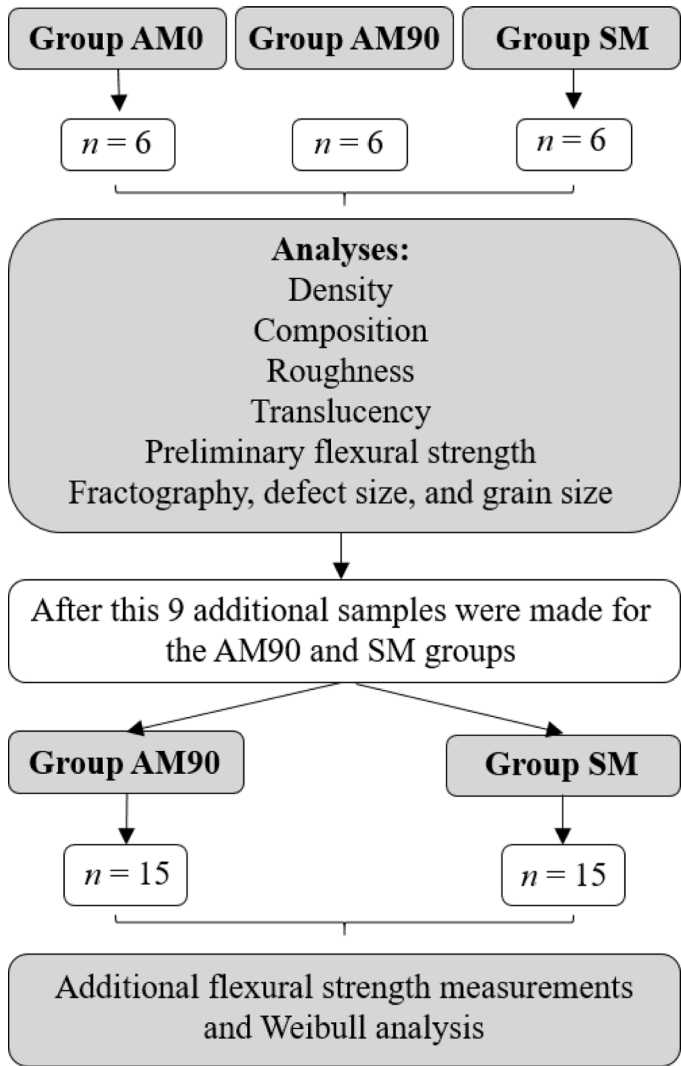 Group AM0
Group AM90
Group SM
n = 6
n = 6
n = 6
Analyses:
Density
Composition
Roughness
Translucency
Preliminary flexural strength
Fractography, defect size, and grain size
After this 9 additional samples were made for
the AM90 and SM groups
Group AM90
Group SM
n = 15
n = 15
Additional flexural strength measurements
and Weibull analysis